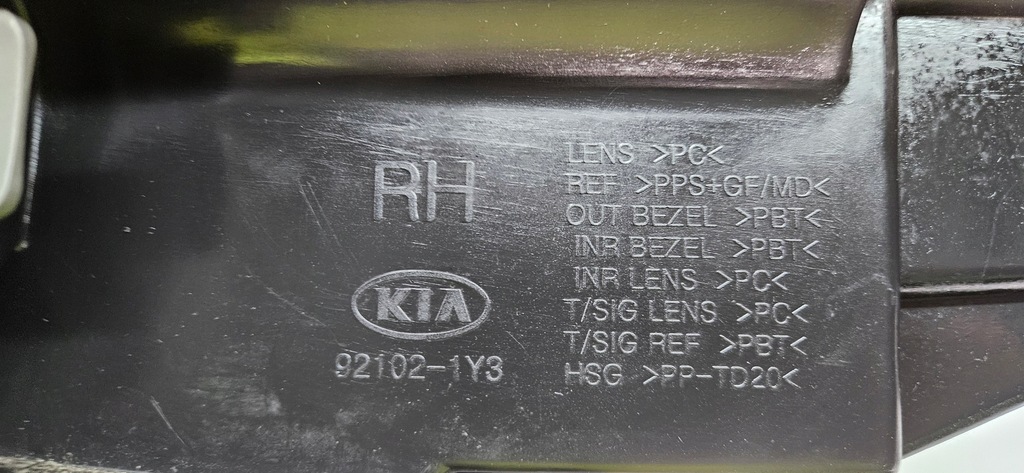 RH
KIA
92102-1Y3
LENS >PC<
REF >PPS+GF/MD<
OUT BEZEL >PBT<
INR BEZEL >PBT<
INR LENS >PC<
T/SIG LENS >PC<
T/SIG REF >PBT<
HSG >PP-TD20<